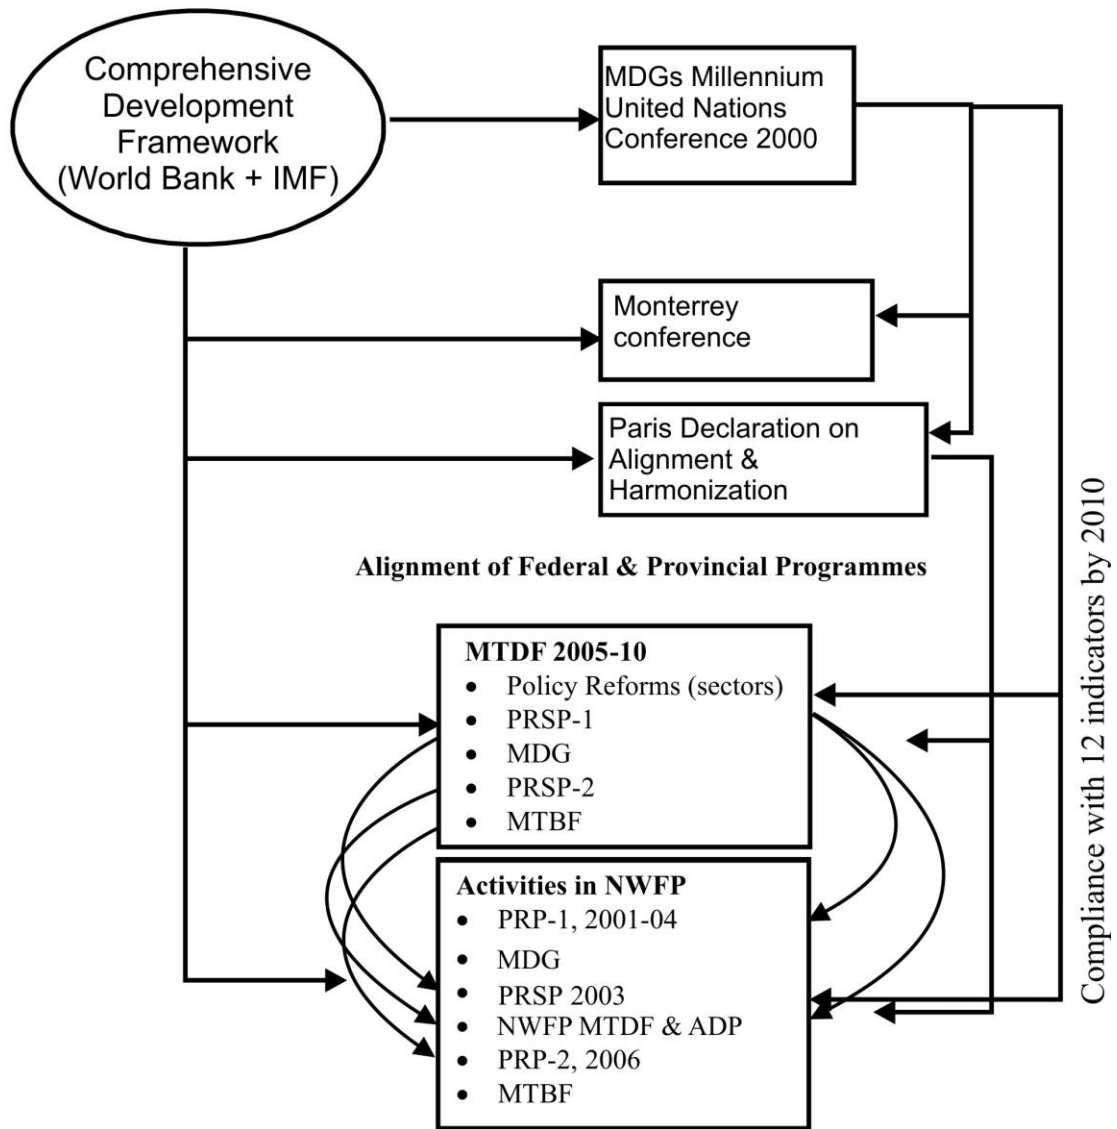 Comprehensive
Development
Framework
(World Bank + IMF)
MDGs Millennium
United Nations
Conference 2000
Monterrey
conference
Paris Declaration on
Alignment &
Harmonization
Alignment of Federal & Provincial Programmes
MTDF 2005-10
• Policy Reforms (sectors)
• PRSP-1
• MDG
• PRSP-2
• MTBF
Activities in NWFP
• PRP-1, 2001-04
• MDG
• PRSP 2003
• NWFP MTDF & ADP
• PRP-2, 2006
• MTBF
Compliance with 12 indicators by 2010